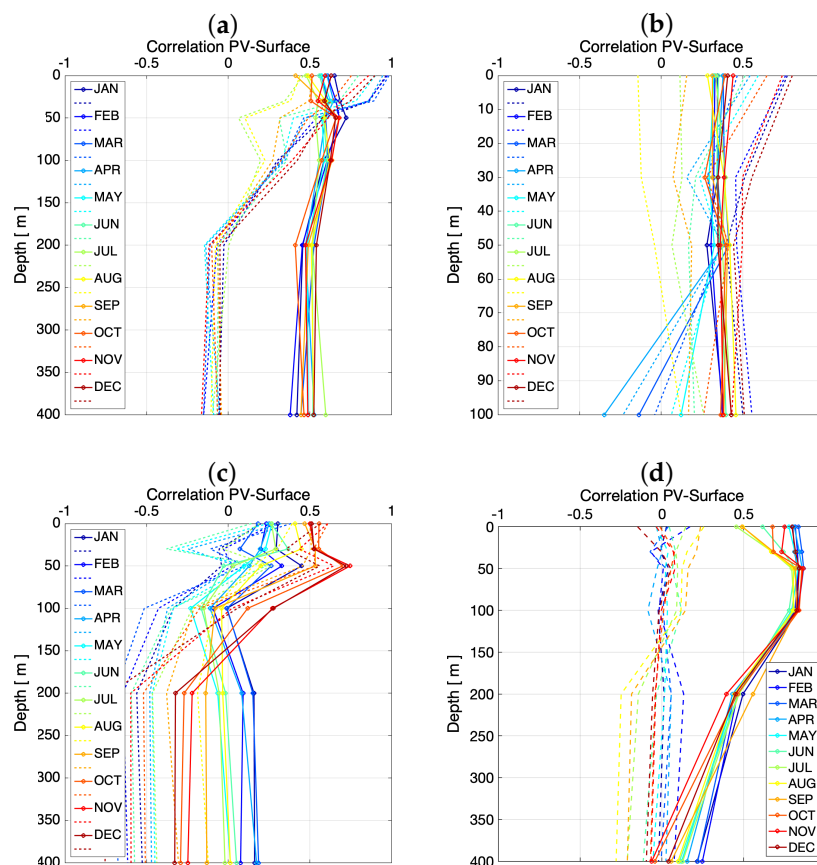 (a)
Correlation PV-Surface
-1 -0.5 0 0.5 1
0
50
100
150
200
250
300
350
400
Depth [ m ]
JAN
FEB
MAR
APR
MAY
JUN
JUL
AUG
SEP
OCT
NOV
DEC
(b)
Correlation PV-Surface
-1 -0.5 0 0.5
0
10
20
30
40
50
60
70
80
90
100
Depth [ m ]
JAN
FEB
MAR
APR
MAY
JUN
JUL
AUG
SEP
OCT
NOV
DEC
(c)
Correlation PV-Surface
-1 -0.5 0 0.5 1
0
50
100
150
200
250
300
350
400
Depth [ m ]
JAN
FEB
MAR
APR
MAY
JUN
JUL
AUG
SEP
OCT
NOV
DEC
(d)
Correlation PV-Surface
-1 -0.5 0 0.5
0
50
100
150
200
250
300
350
400
Depth [ m ]
JAN
FEB
MAR
APR
MAY
JUN
JUL
AUG
SEP
OCT
NOV
DEC